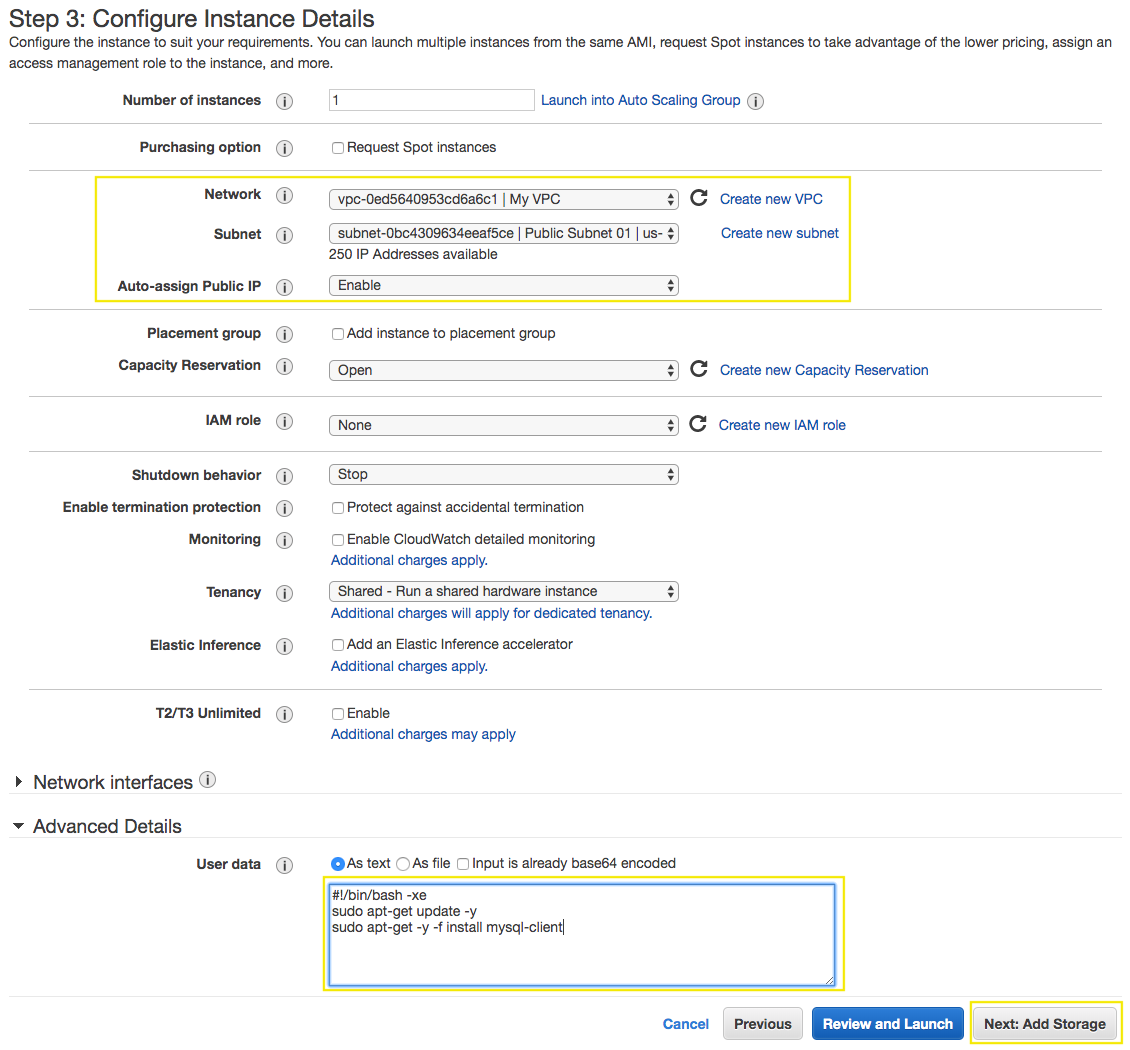 Step 3: Configure Instance Details
Configure the instance to suit your requirements. You can launch multiple instances from the same AMI, request Spot instances to take advantage of the lower pricing, assign an
access management role to the instance, and more.
Number of instances i 1 Launch into Auto Scaling Group i
Purchasing option i Request Spot instances
Network i vpc-0ed5640953cd6a6c1 | My VPC Create new VPC
Subnet i subnet-0bc4309634eeaf5ce | Public Subnet 01 | us- Create new subnet
250 IP Addresses available
Auto-assign Public IP i Enable
Placement group i Add instance to placement group
Capacity Reservation i Open Create new Capacity Reservation
IAM role i None Create new IAM role
Shutdown behavior i Stop
Enable termination protection i Protect against accidental termination
Monitoring i Enable CloudWatch detailed monitoring
Additional charges apply.
Tenancy i Shared - Run a shared hardware instance
Additional charges will apply for dedicated tenancy.
Elastic Inference i Add an Elastic Inference accelerator
Additional charges apply.
T2/T3 Unlimited i Enable
Additional charges may apply
Network interfaces i
Advanced Details
User data i As text As file Input is already base64 encoded
#!/bin/bash -xe
sudo apt-get update -y
sudo apt-get -y -f install mysql-client
Cancel Previous Review and Launch Next: Add Storage